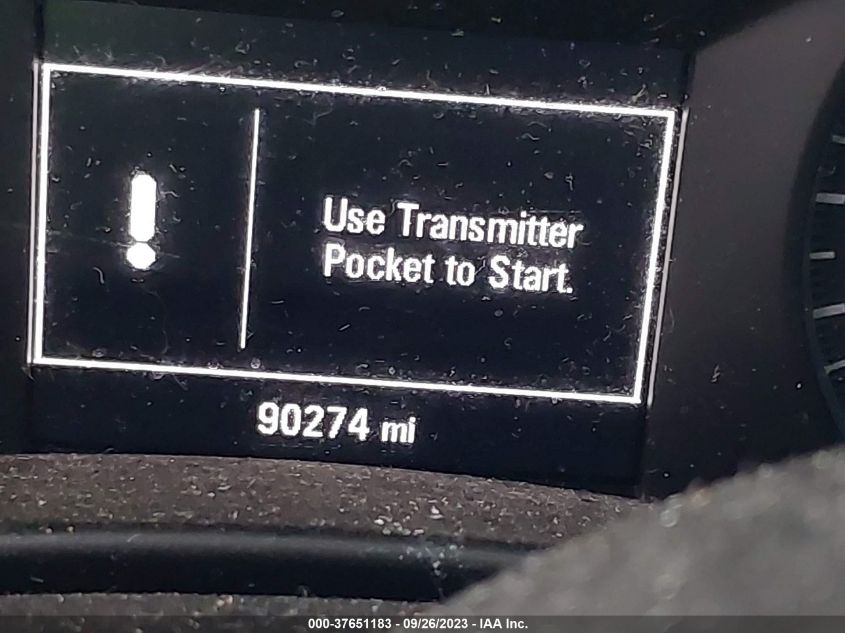 Use Transmitter
Pocket to Start.
90274 mi
000-37651183 - 09/26/2023 - IAA Inc.